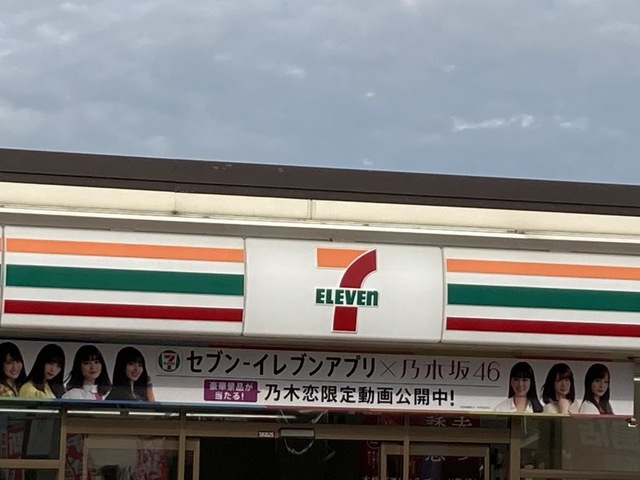 7
ELEVEn
セブン-イレブンアプリ×乃木坂46
豪華景品が
当たる!
乃木恋限定動画公開中!